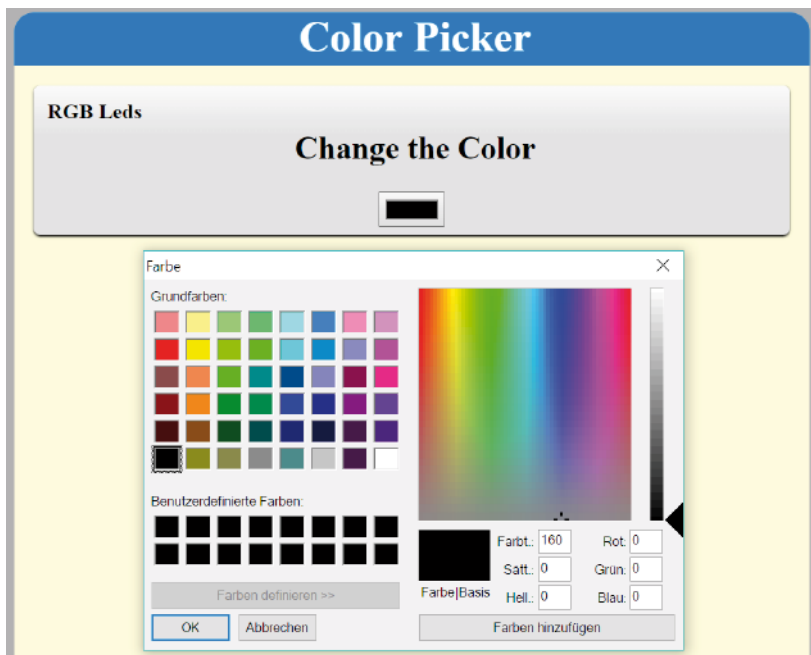 Color Picker
RGB Leds
Change the Color
Farbe
Grundfarben:
Benutzerdefinierte Farben:
Farben definieren >>
OK
Abbrechen
Farbe|Basis
Farbt.: 160
Satt.: 0
Hell.: 0
Rot: 0
Grün: 0
Blau: 0
Farben hinzufügen